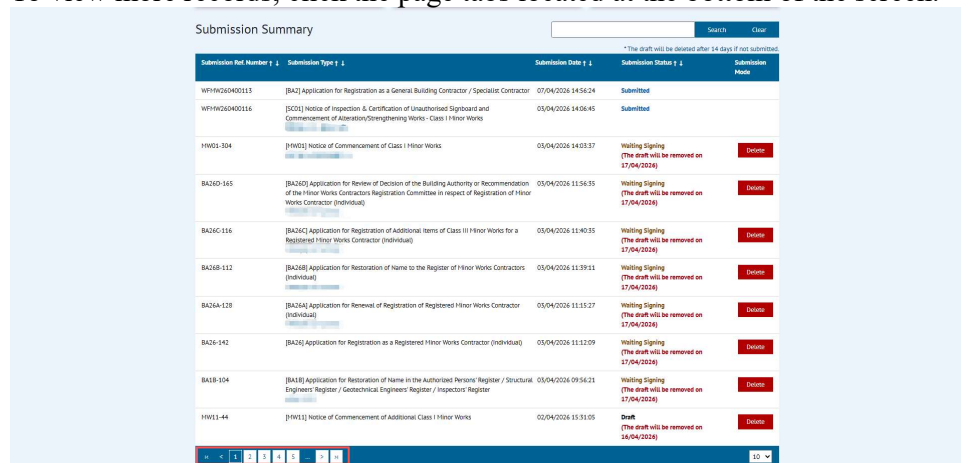 To view more records, click the page tabs located at the bottom of the screen.
Submission Summary
Search Clear
* The draft will be deleted after 14 days if not submitted.
Submission Ref. Number ↑ ↓ Submission Type ↑ ↓ Submission Date ↑ ↓ Submission Status ↑ ↓ Submission
Mode
WFMW260400113 [BA2] Application for Registration as a General Building Contractor / Specialist Contractor 07/04/2026 14:56:24 Submitted
WFMW260400116 [SC01] Notice of Inspection & Certification of Unauthorised Signboard and 03/04/2026 14:06:45 Submitted
Commencement of Alteration/Strengthening Works - Class I Minor Works
MW01-304 [MW01] Notice of Commencement of Class I Minor Works 03/04/2026 14:03:37 Waiting Signing
(The draft will be removed on Delete
17/04/2026)
BA26D-165 [BA26D] Application for Review of Decision of the Building Authority or Recommendation 03/04/2026 11:56:35 Waiting Signing
of the Minor Works Contractors Registration Committee in respect of Registration of Minor (The draft will be removed on Delete
Works Contractor (Individual) 17/04/2026)
BA26C-116 [BA26C] Application for Registration of Additional Items of Class III Minor Works for a 03/04/2026 11:40:35 Waiting Signing
Registered Minor Works Contractor (Individual) (The draft will be removed on Delete
17/04/2026)
BA26B-112 [BA26B] Application for Restoration of Name to the Register of Minor Works Contractors 03/04/2026 11:39:11 Waiting Signing
(Individual) (The draft will be removed on Delete
17/04/2026)
BA26A-128 [BA26A] Application for Renewal of Registration of Registered Minor Works Contractor 03/04/2026 11:15:27 Waiting Signing
(Individual) (The draft will be removed on Delete
17/04/2026)
BA26-142 [BA26] Application for Registration as a Registered Minor Works Contractor (Individual) 03/04/2026 11:12:09 Waiting Signing
(The draft will be removed on Delete
17/04/2026)
BA1B-104 [BA1B] Application for Restoration of Name in the Authorized Persons' Register / Structural 03/04/2026 09:56:21 Waiting Signing
Engineers' Register / Geotechnical Engineers' Register / Inspectors' Register (The draft will be removed on Delete
17/04/2026)
MW11-44 [MW11] Notice of Commencement of Additional Class I Minor Works 02/04/2026 15:31:05 Draft
(The draft will be removed on Delete
16/04/2026)
« < 1 2 3 4 5 ... > » 10